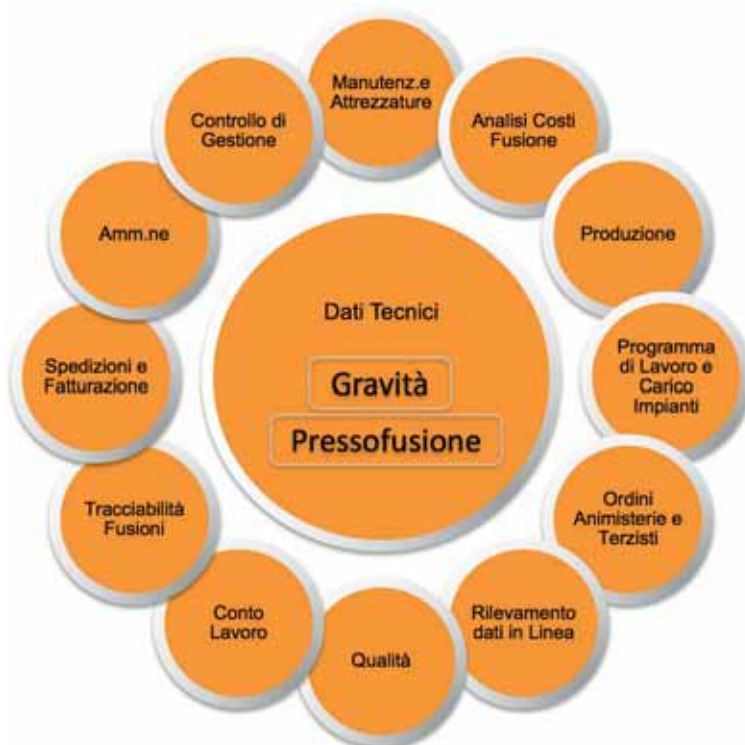 Manutenz.e
Attrezzature
Analisi Costi
Fusione
Produzione
Programma
di Lavoro e
Carico
Impianti
Ordini
Animisterie e
Terzisti
Rilevamento
dati in Linea
Qualità
Conto
Lavoro
Tracciabilità
Fusioni
Spedizioni e
Fatturazione
Amm.ne
Controllo di
Gestione
Dati Tecnici
Gravità
Pressofusione